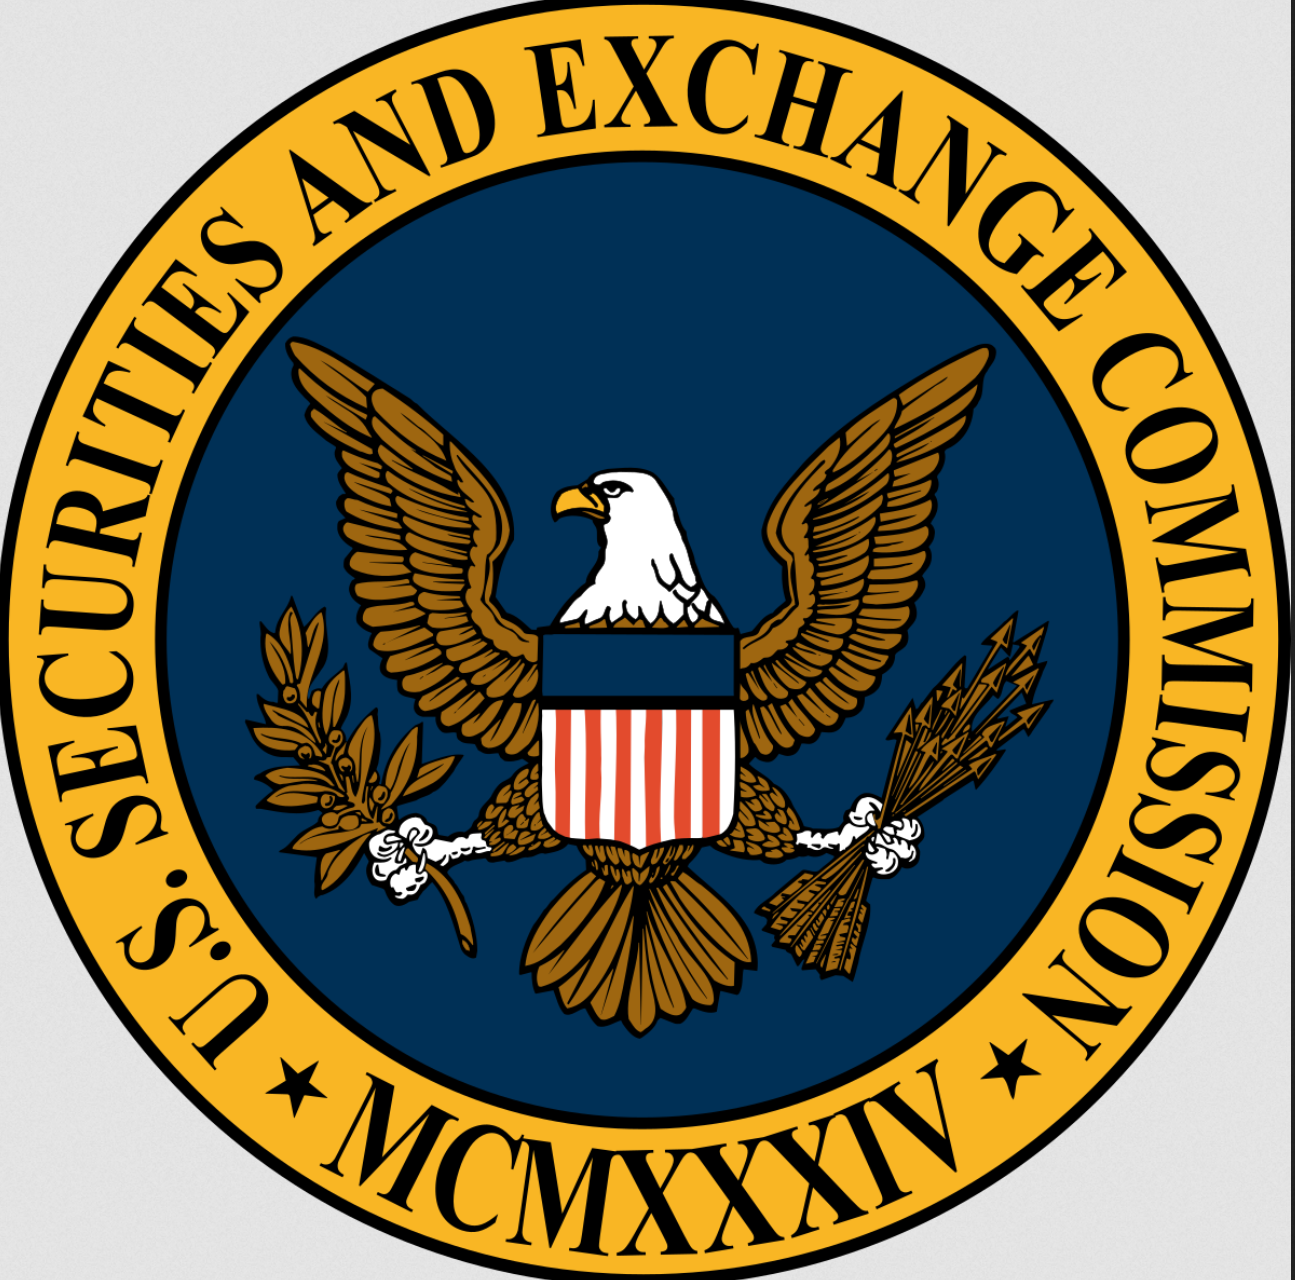 U.S. SECURITIES AND EXCHANGE COMMISSION
MCMXXXIV